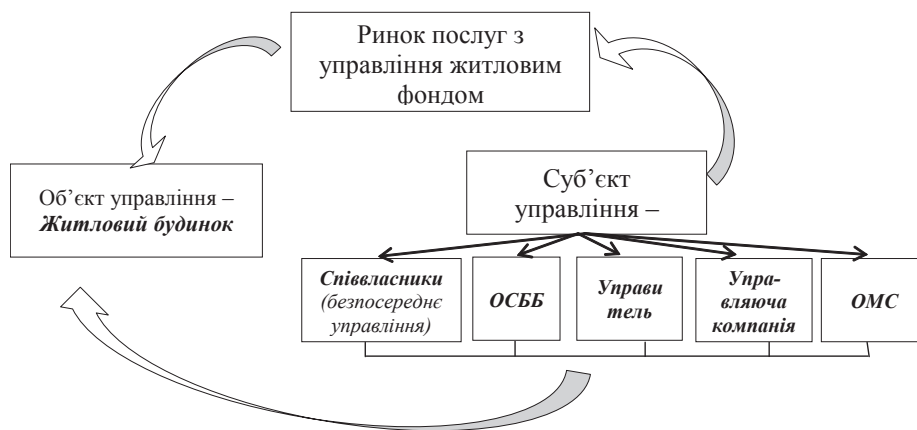 Ринок послуг з
управління житловим
фондом
Об’єкт управління –
Житловий будинок
Суб’єкт
управління –
Співвласники
(безпосереднє
управління)
ОСББ
Управи
тель
Упра-
вляюча
компанія
ОМС